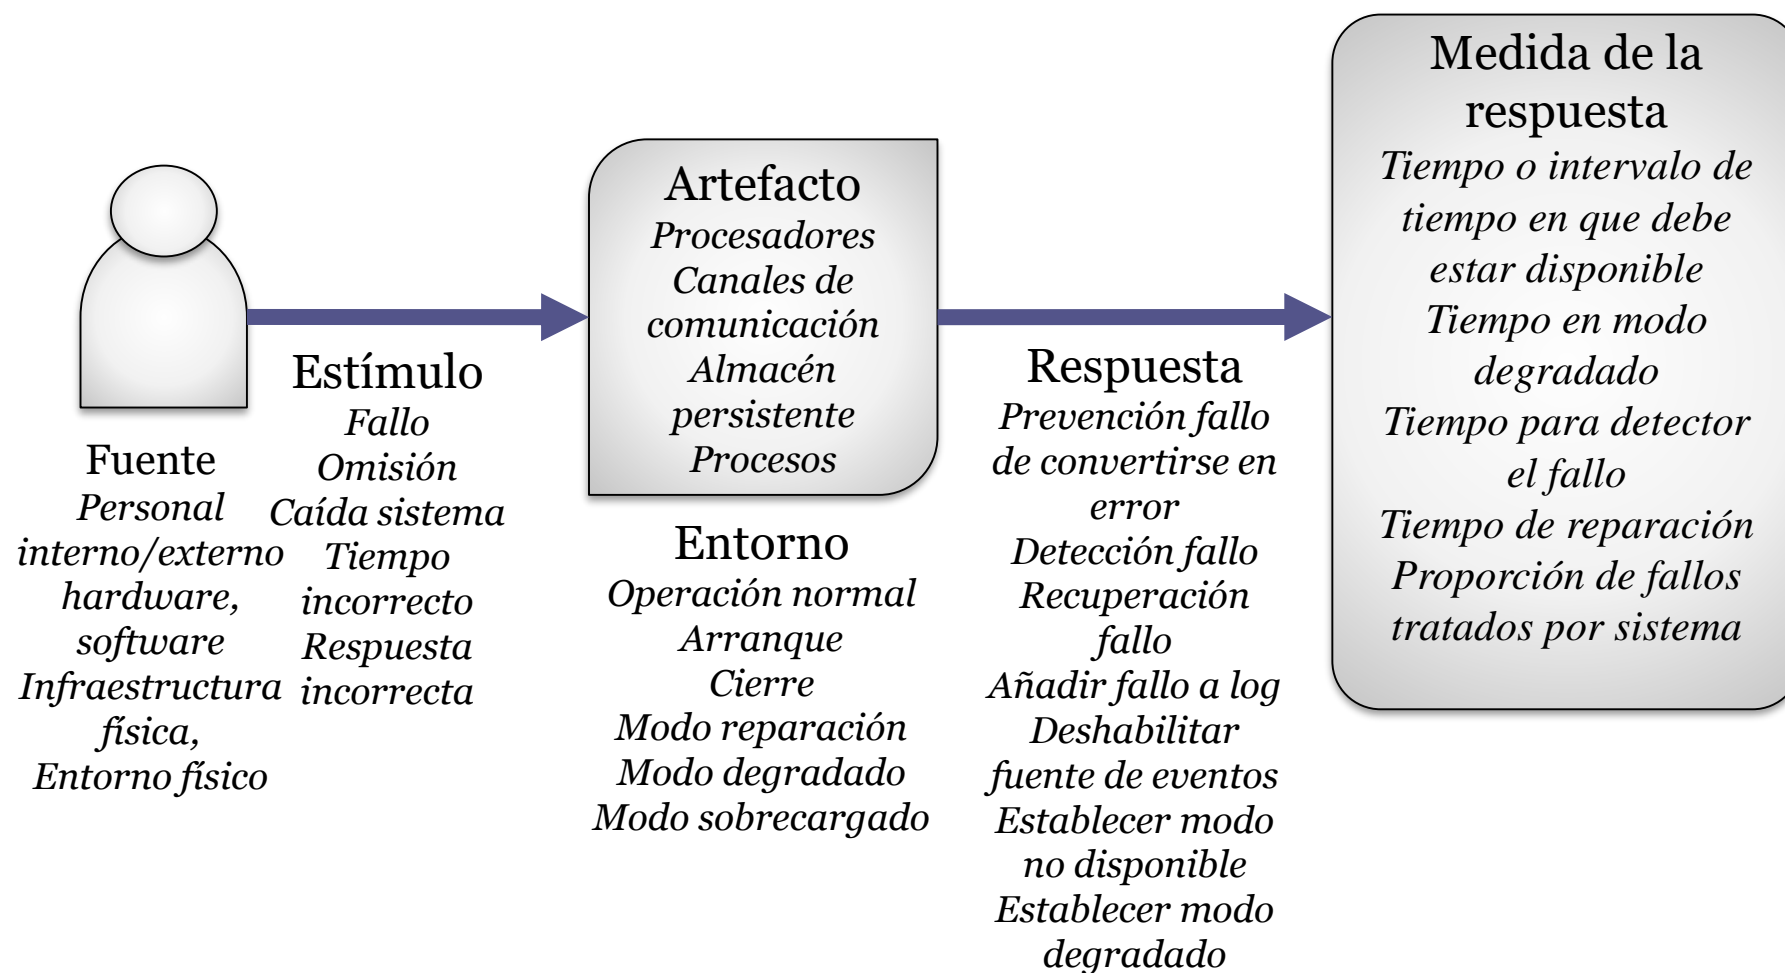 Fuente
Personal
interno/externo
hardware,
software
Infraestructura
física,
Entorno físico
Estímulo
Fallo
Omisión
Caída sistema
Tiempo
incorrecto
Respuesta
incorrecta
Artefacto
Procesadores
Canales de
comunicación
Almacén
persistente
Procesos
Entorno
Operación normal
Arranque
Cierre
Modo reparación
Modo degradado
Modo sobrecargado
Respuesta
Prevención fallo
de convertirse en
error
Detección fallo
Recuperación
fallo
Añadir fallo a log
Deshabilitar
fuente de eventos
Establecer modo
no disponible
Establecer modo
degradado
Medida de la
respuesta
Tiempo o intervalo de
tiempo en que debe
estar disponible
Tiempo en modo
degradado
Tiempo para detector
el fallo
Tiempo de reparación
Proporción de fallos
tratados por sistema